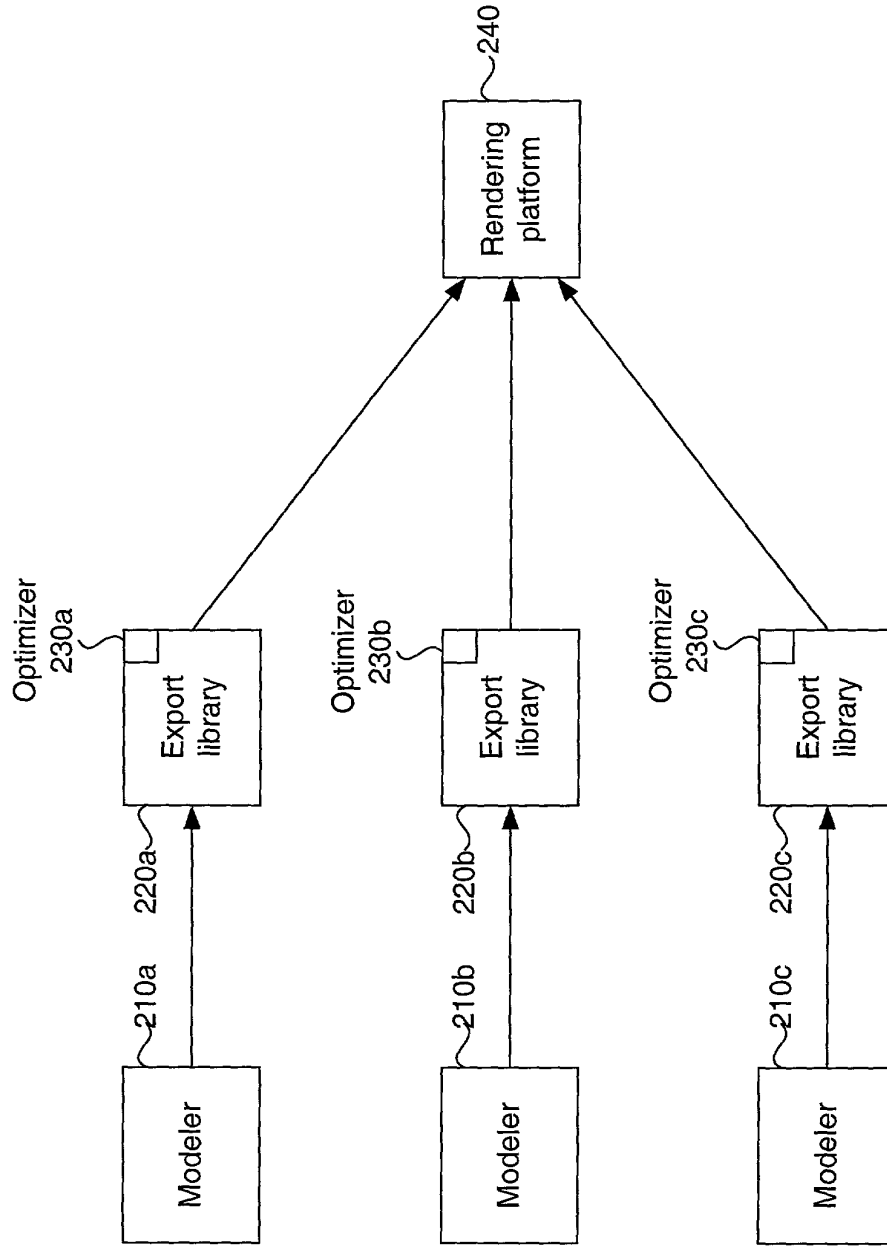 Modeler
210a
220a
Export
library
Optimizer
230a
Modeler
210b
220b
Export
library
Optimizer
230b
Modeler
210c
220c
Export
library
Optimizer
230c
Rendering
platform
240